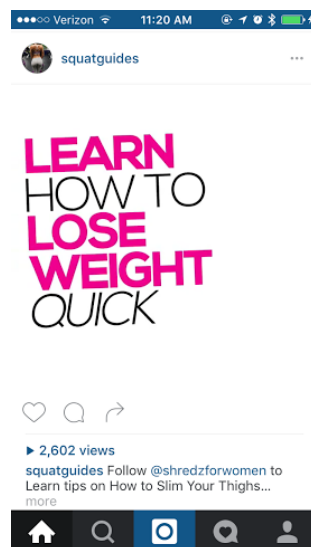 Verizon 11:20 AM
squatguides
LEARN
HOW TO
LOSE
WEIGHT
QUICK
2,602 views
squatguides Follow @shredzforwomen to
Learn tips on How to Slim Your Thighs...
more